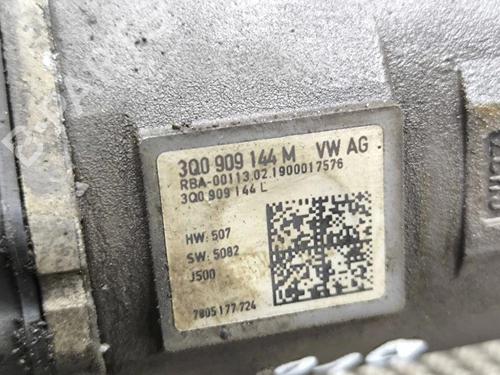 3Q0 909 144 M VW AG
RBA-00113.02.1900017576
3Q0 909 144 L
HW: 507
SW: 5082
J500
7805 177 724